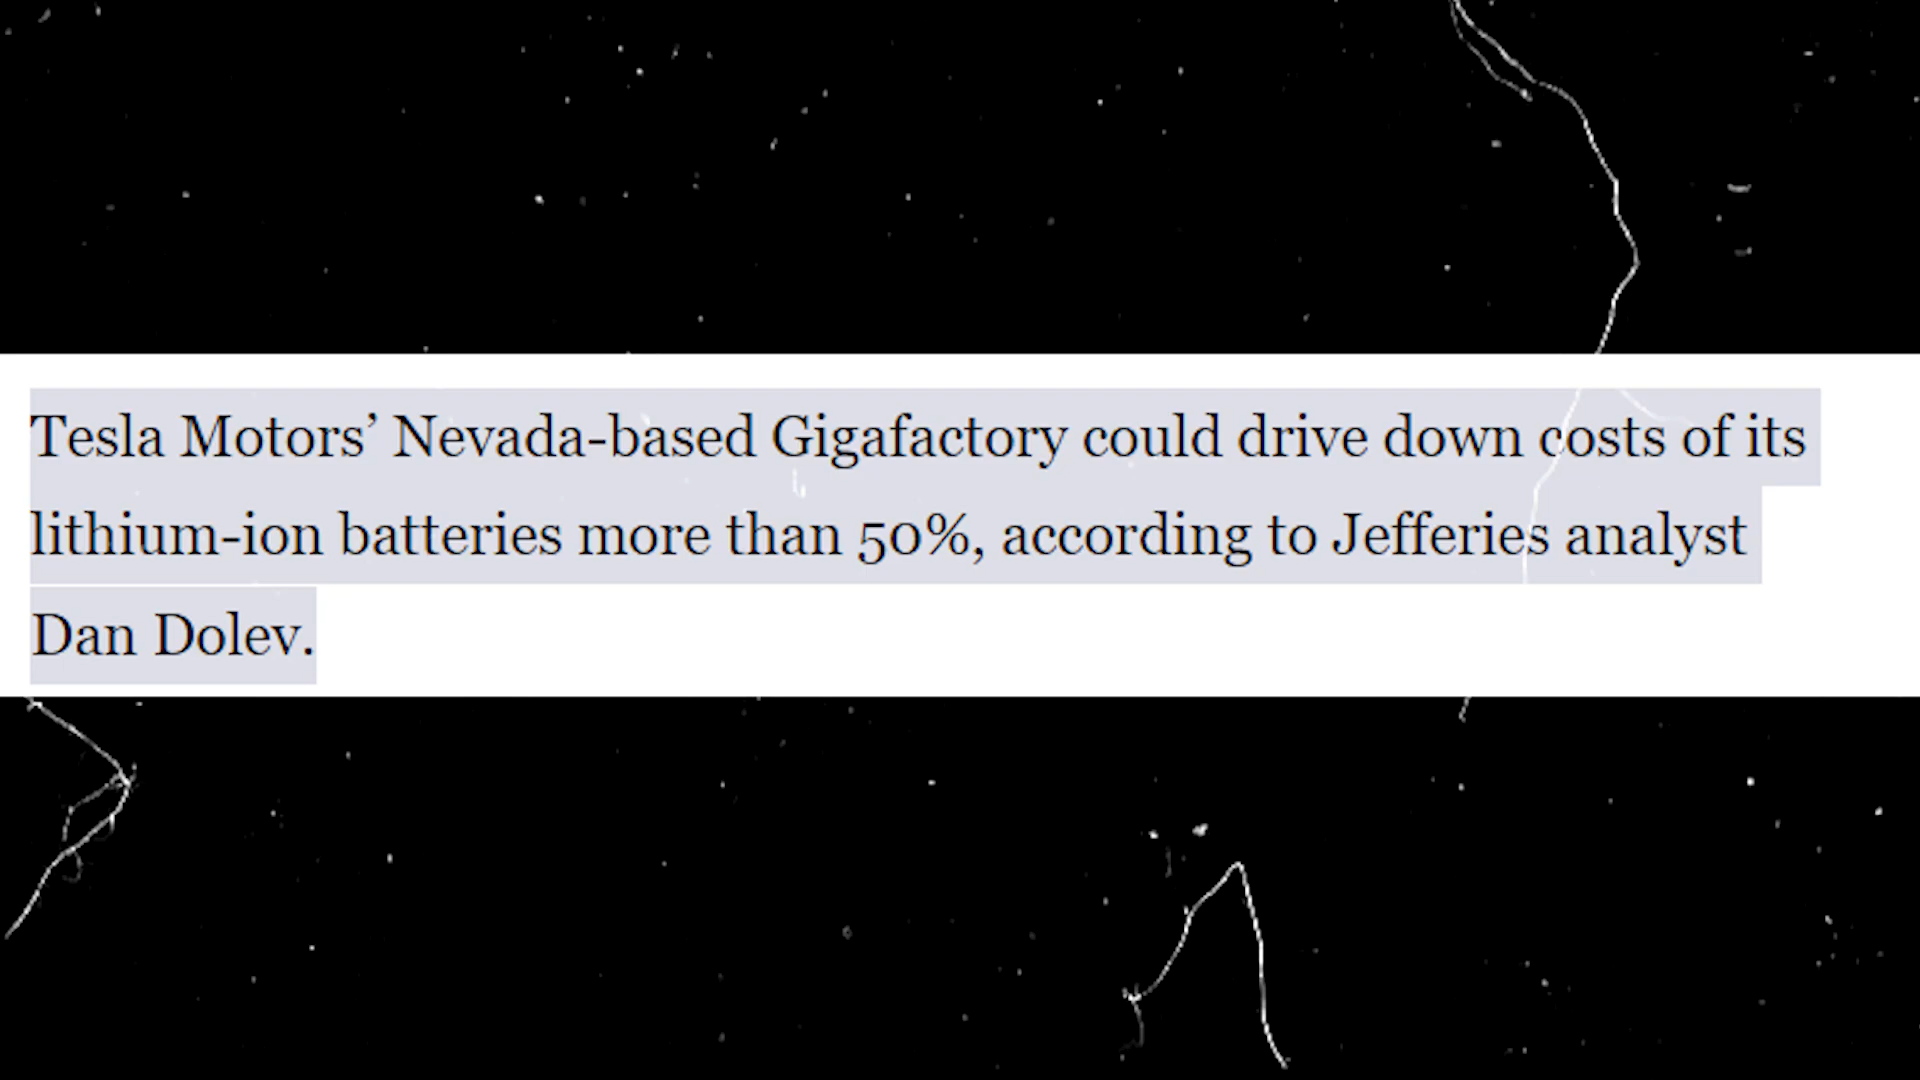 Tesla Motors’ Nevada-based Gigafactory could drive down costs of its
lithium-ion batteries more than 50%, according to Jefferies analyst
Dan Dolev.